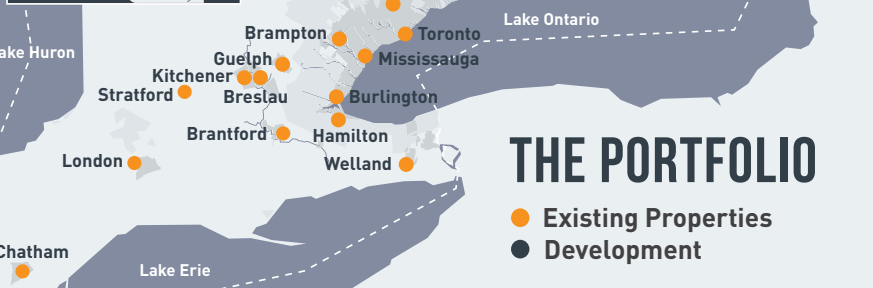 Lake Ontario
Brampton
Toronto
ake Huron
Guelph
Mississauga
Kitchener
Stratford
Breslau
Burlington
Brantford
Hamilton
London
Welland
THE PORTFOLIO
Existing Properties
Development
Chatham
Lake Erie